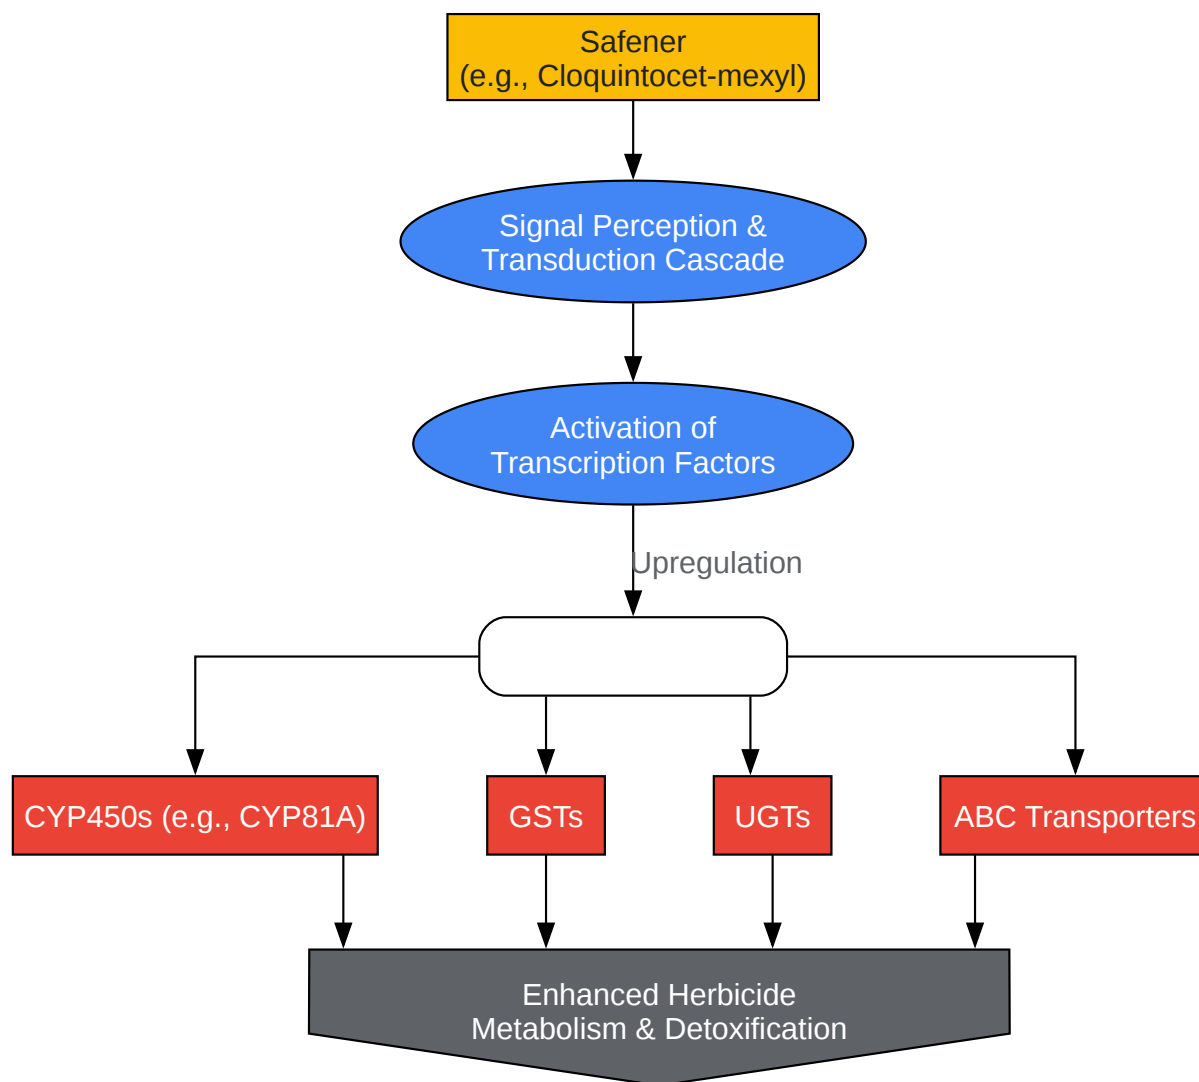 Safener
(e.g., Cloquintocet-mexyl)
Signal Perception &
Transduction Cascade
Activation of
Transcription Factors
Upregulation
CYP450s (e.g., CYP81A)
GSTs
UGTs
ABC Transporters
Enhanced Herbicide
Metabolism & Detoxification